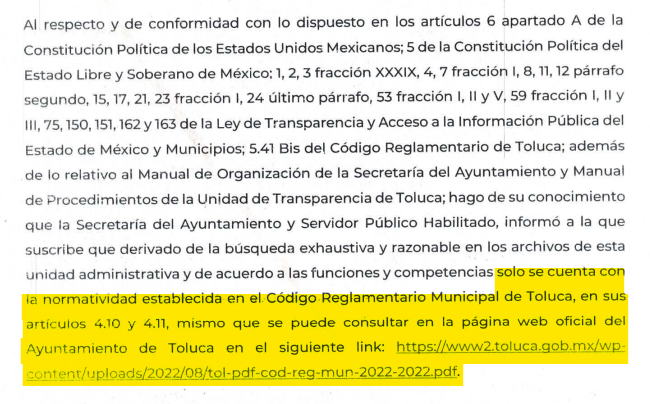 Al respecto y de conformidad con lo dispuesto en los artículos 6 apartado A de la
Constitución Política de los Estados Unidos Mexicanos; 5 de la Constitución Política del
Estado Libre y Soberano de México; 1, 2, 3 fracción XXXIX, 4, 7 fracción I, 8, 11, 12 párrafo
segundo, 15, 17, 21, 23 fracción I, 24 último párrafo, 53 fracción I, II y V, 59 fracción I, II y
III, 75, 150, 151, 162 y 163 de la Ley de Transparencia y Acceso a la Información Pública del
Estado de México y Municipios; 5.41 Bis del Código Reglamentario de Toluca; además
de lo relativo al Manual de Organización de la Secretaría del Ayuntamiento y Manual
de Procedimientos de la Unidad de Transparencia de Toluca; hago de su conocimiento
que la Secretaría del Ayuntamiento y Servidor Público Habilitado, informó a la que
suscribe que derivado de la búsqueda exhaustiva y razonable en los archivos de esta
unidad administrativa y de acuerdo a las funciones y competencias solo se cuenta con
la normatividad establecida en el Código Reglamentario Municipal de Toluca, en sus
artículos 4.10 y 4.11, mismo que se puede consultar en la página web oficial del
Ayuntamiento de Toluca en el siguiente link: https://www2.toluca.gob.mx/wp-
content/uploads/2022/08/tol-pdf-cod-reg-mun-2022-2022.pdf.